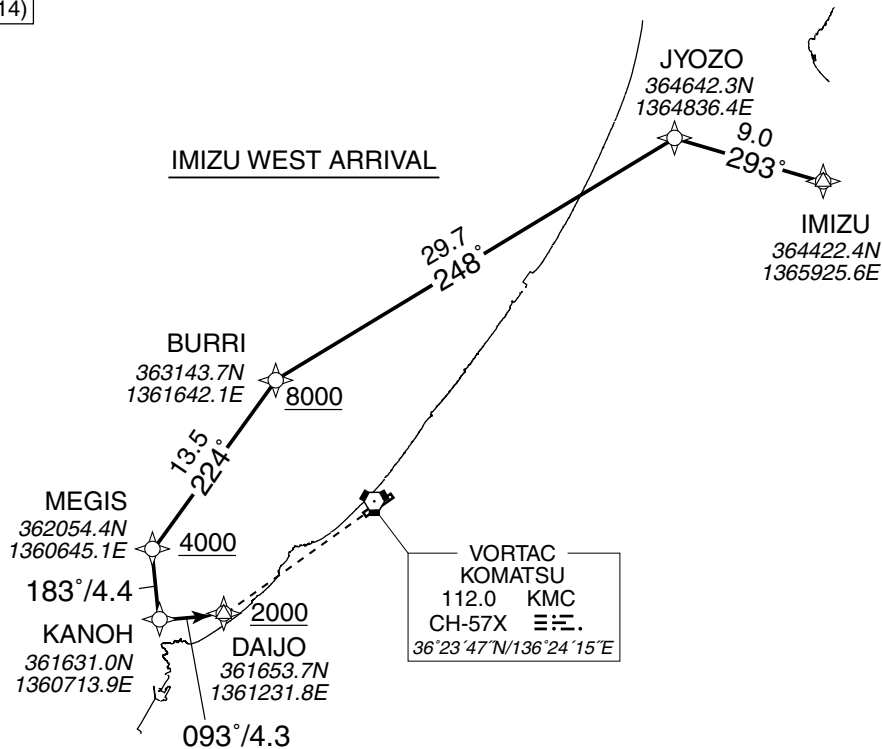 14)
JYOZO
364642.3N
1364836.4E
9.0
293°
IMIZU WEST ARRIVAL
IMIZU
364422.4N
1365925.6E
29.7
248°
BURRI
363143.7N
1361642.1E
8000
13.5
224°
MEGIS
362054.4N
1360645.1E
4000
183°/4.4
KANOH
361631.0N
1360713.9E
2000
DAIJO
361653.7N
1361231.8E
093°/4.3
VORTAC
KOMATSU
112.0 KMC
CH-57X
36°23´47˝N/136°24´15˝E